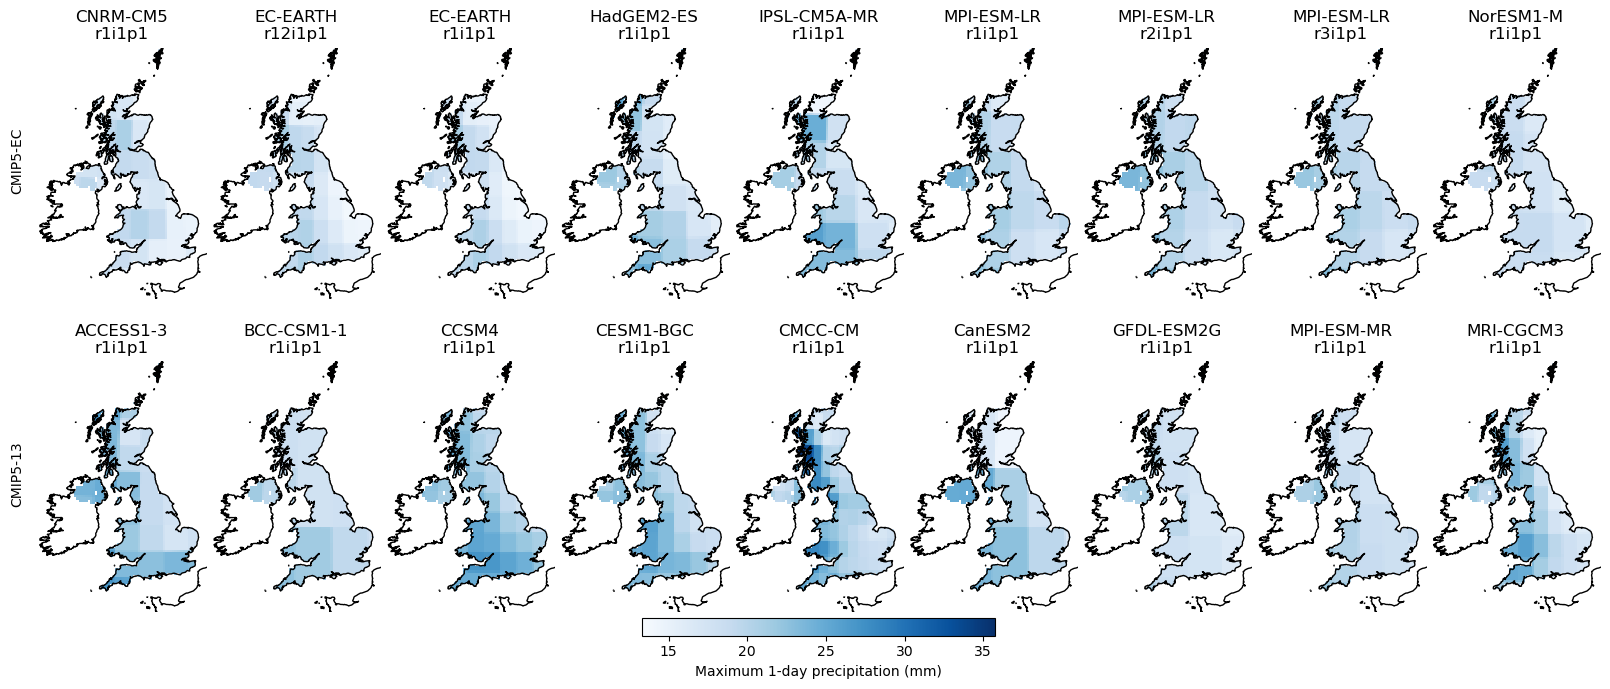 CNRM-CM5 EC-EARTH EC-EARTH HadGEM2-ES IPSL-CM5A-MR MPI-ESM-LR MPI-ESM-LR MPI-ESM-LR NorESM1-M
r1i1p1 r12i1p1 r1i1p1 r1i1p1 r1i1p1 r1i1p1 r2i1p1 r3i1p1 r1i1p1
CMIP5-EC
ACCESS1-3 BCC-CSM1-1 CCSM4 CESM1-BGC CMCC-CM CanESM2 GFDL-ESM2G MPI-ESM-MR MRI-CGCM3
r1i1p1 r1i1p1 r1i1p1 r1i1p1 r1i1p1 r1i1p1 r1i1p1 r1i1p1 r1i1p1
CMIP5-13
15 20 25 30 35
Maximum 1-day precipitation (mm)